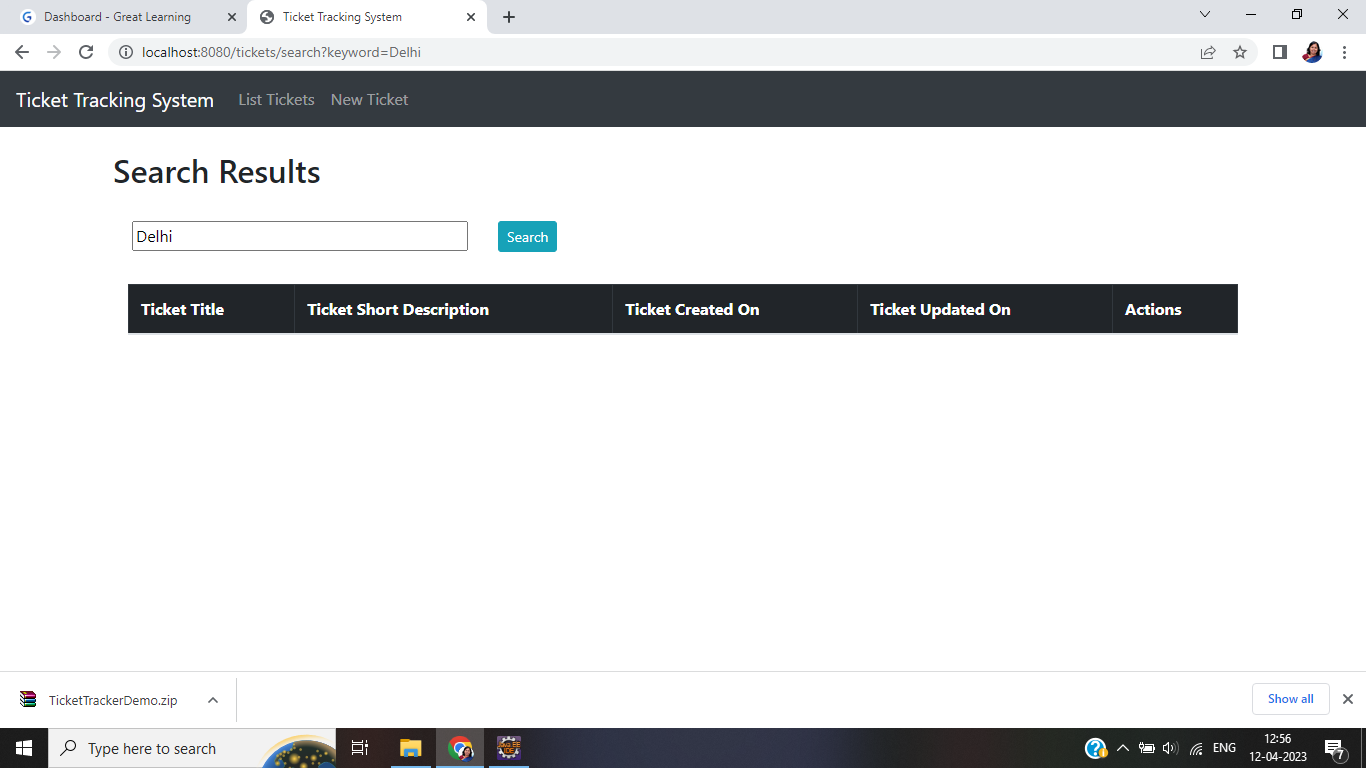 Dashboard - Great Learning
Ticket Tracking System
localhost:8080/tickets/search?keyword=Delhi
Ticket Tracking System List Tickets New Ticket
Search Results
Delhi Search
Ticket Title Ticket Short Description Ticket Created On Ticket Updated On Actions
TicketTrackerDemo.zip Show all
Type here to search
ENG
12:56
12-04-2023
7